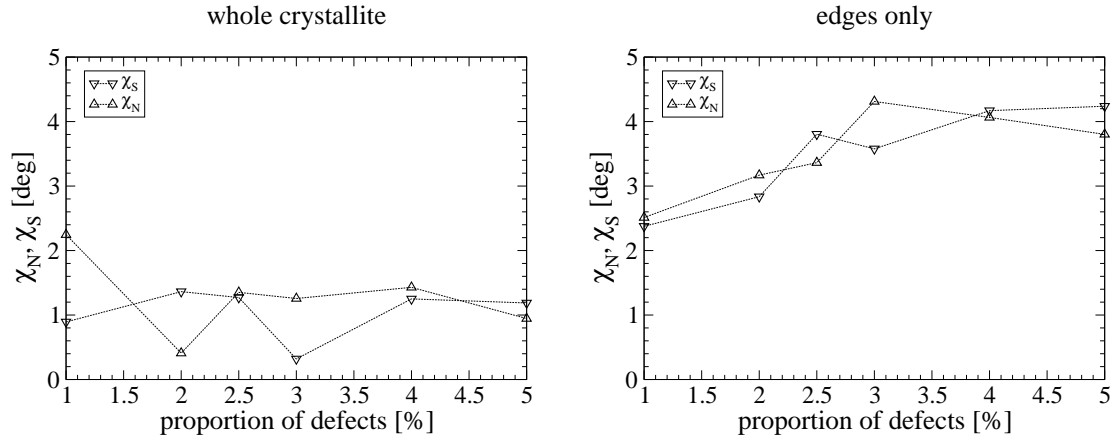 whole crystallite
5
4
3
2
1
0
χN, χS [deg]
χS
χN
1 1.5 2 2.5 3 3.5 4 4.5 5
proportion of defects [%]
edges only
5
4
3
2
1
0
χN, χS [deg]
χS
χN
1 1.5 2 2.5 3 3.5 4 4.5 5
proportion of defects [%]